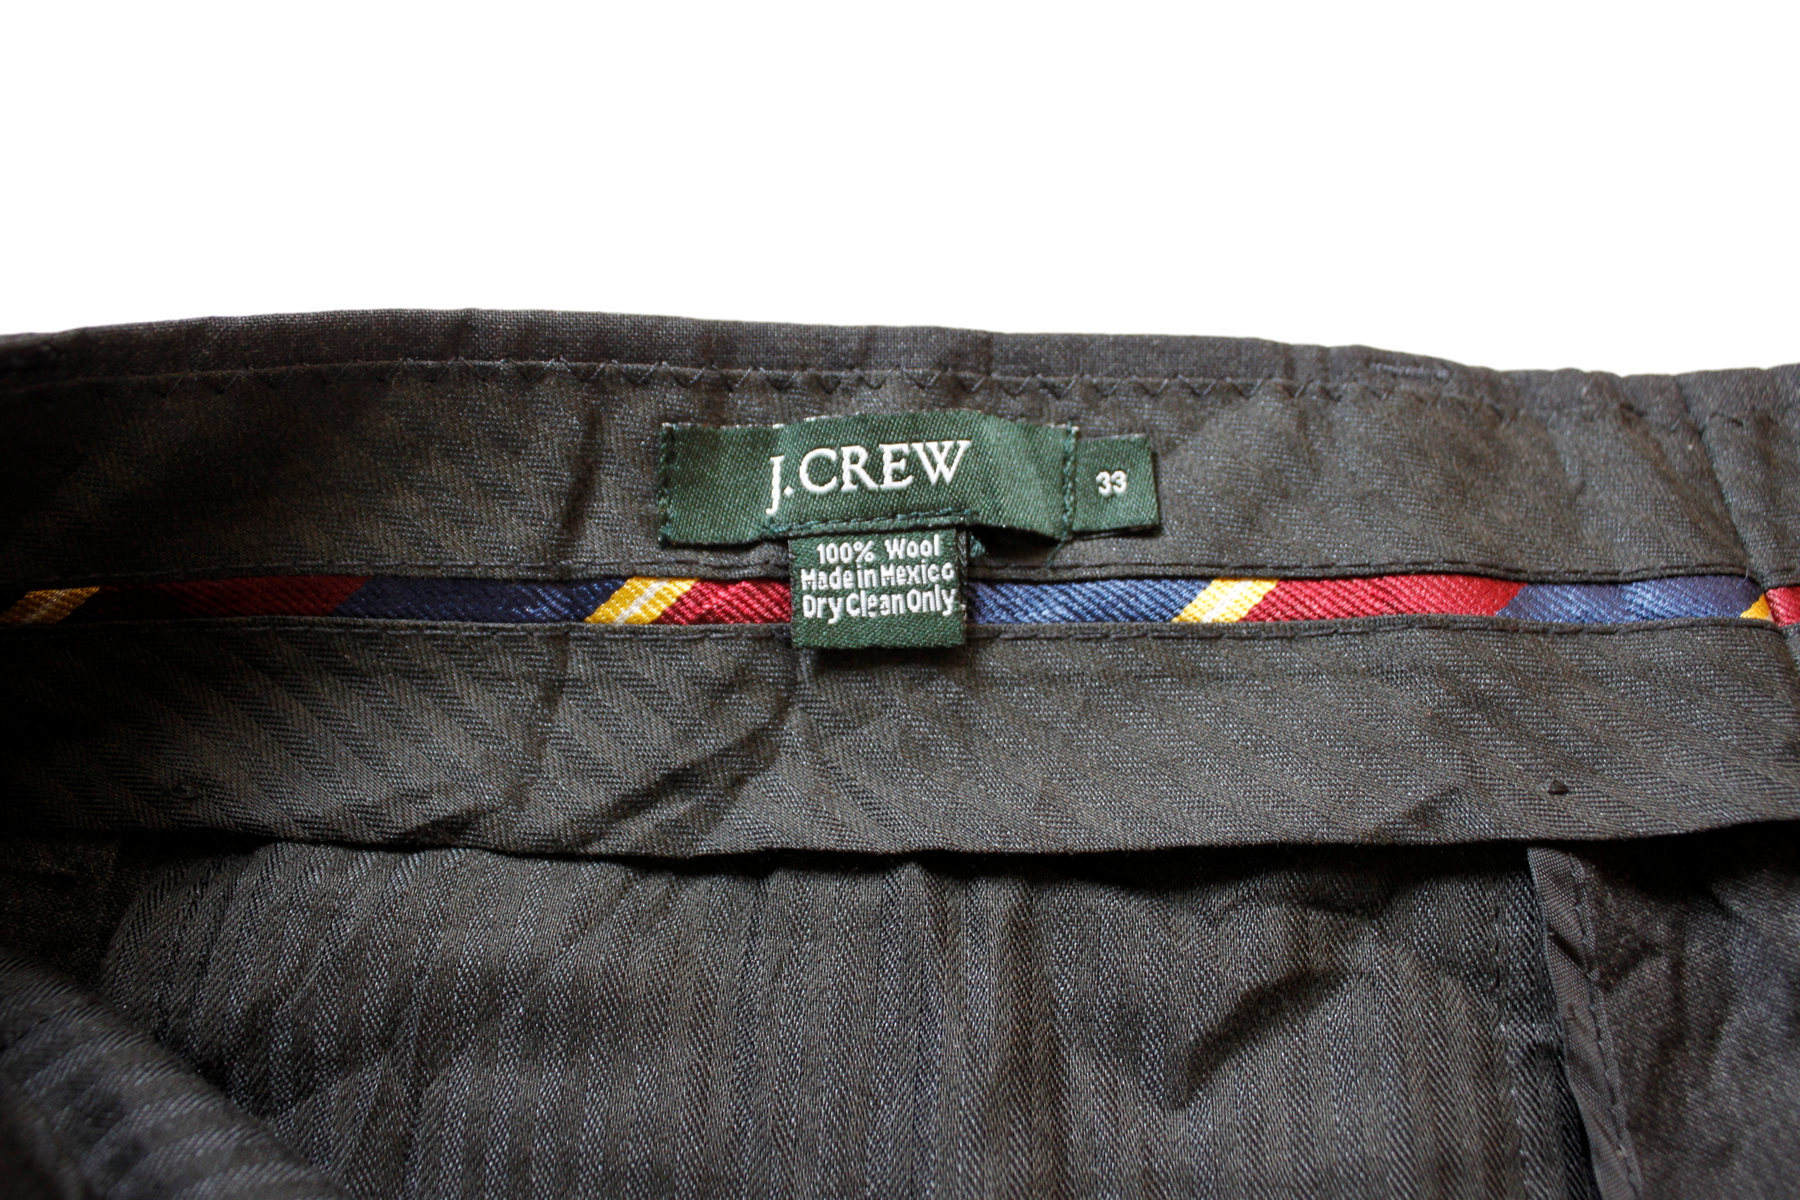 J.CREW
33
100% Wool
Made in Mexico
Dry Clean Only